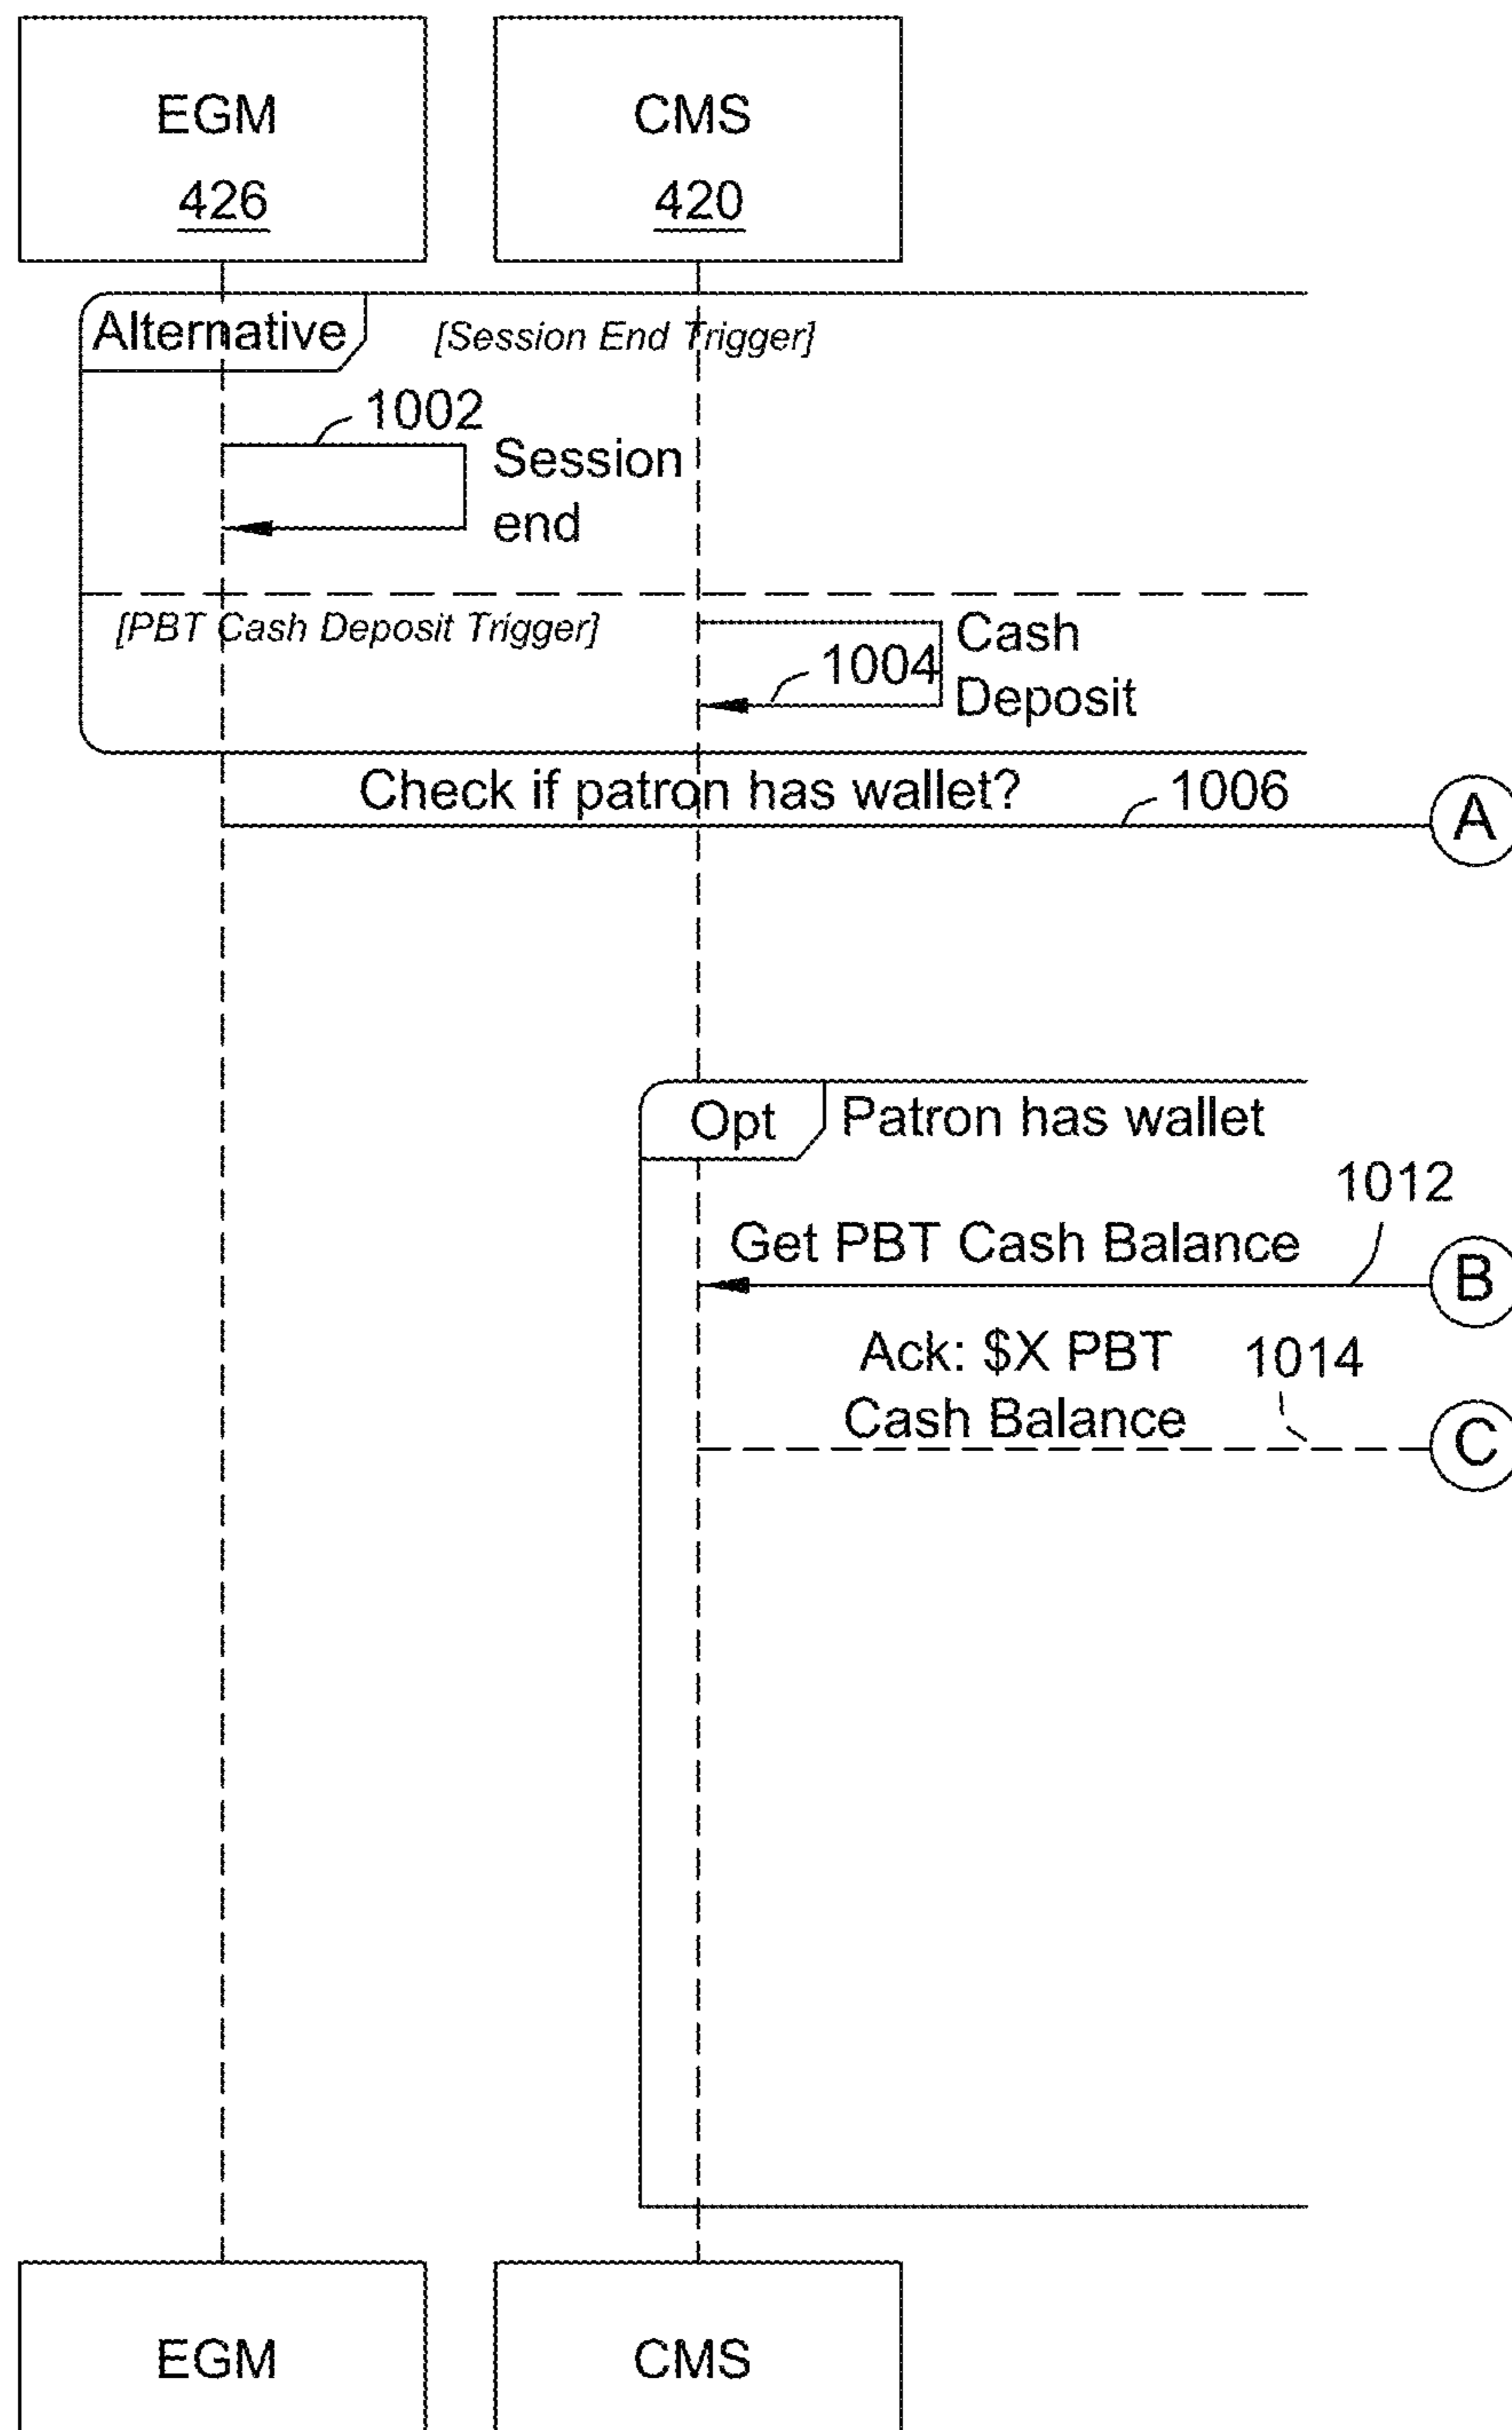 EGM
426
CMS
420
Alternative
[Session End Trigger]
1002
Session
end
[PBT Cash Deposit Trigger]
Cash
1004
Deposit
Check if patron has wallet?
1006
A
Opt
Patron has wallet
1012
Get PBT Cash Balance
B
Ack: $X PBT
1014
Cash Balance
C
EGM
CMS